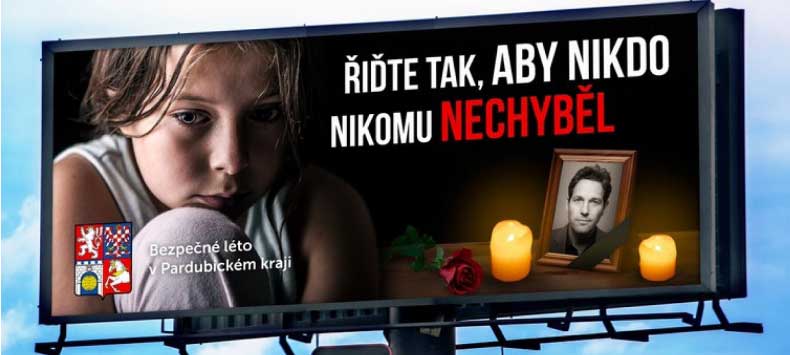 ŘIĎTE TAK, ABY NIKDO
NIKOMU NECHYBĚL
Bezpečné léto
v Pardubickém kraji